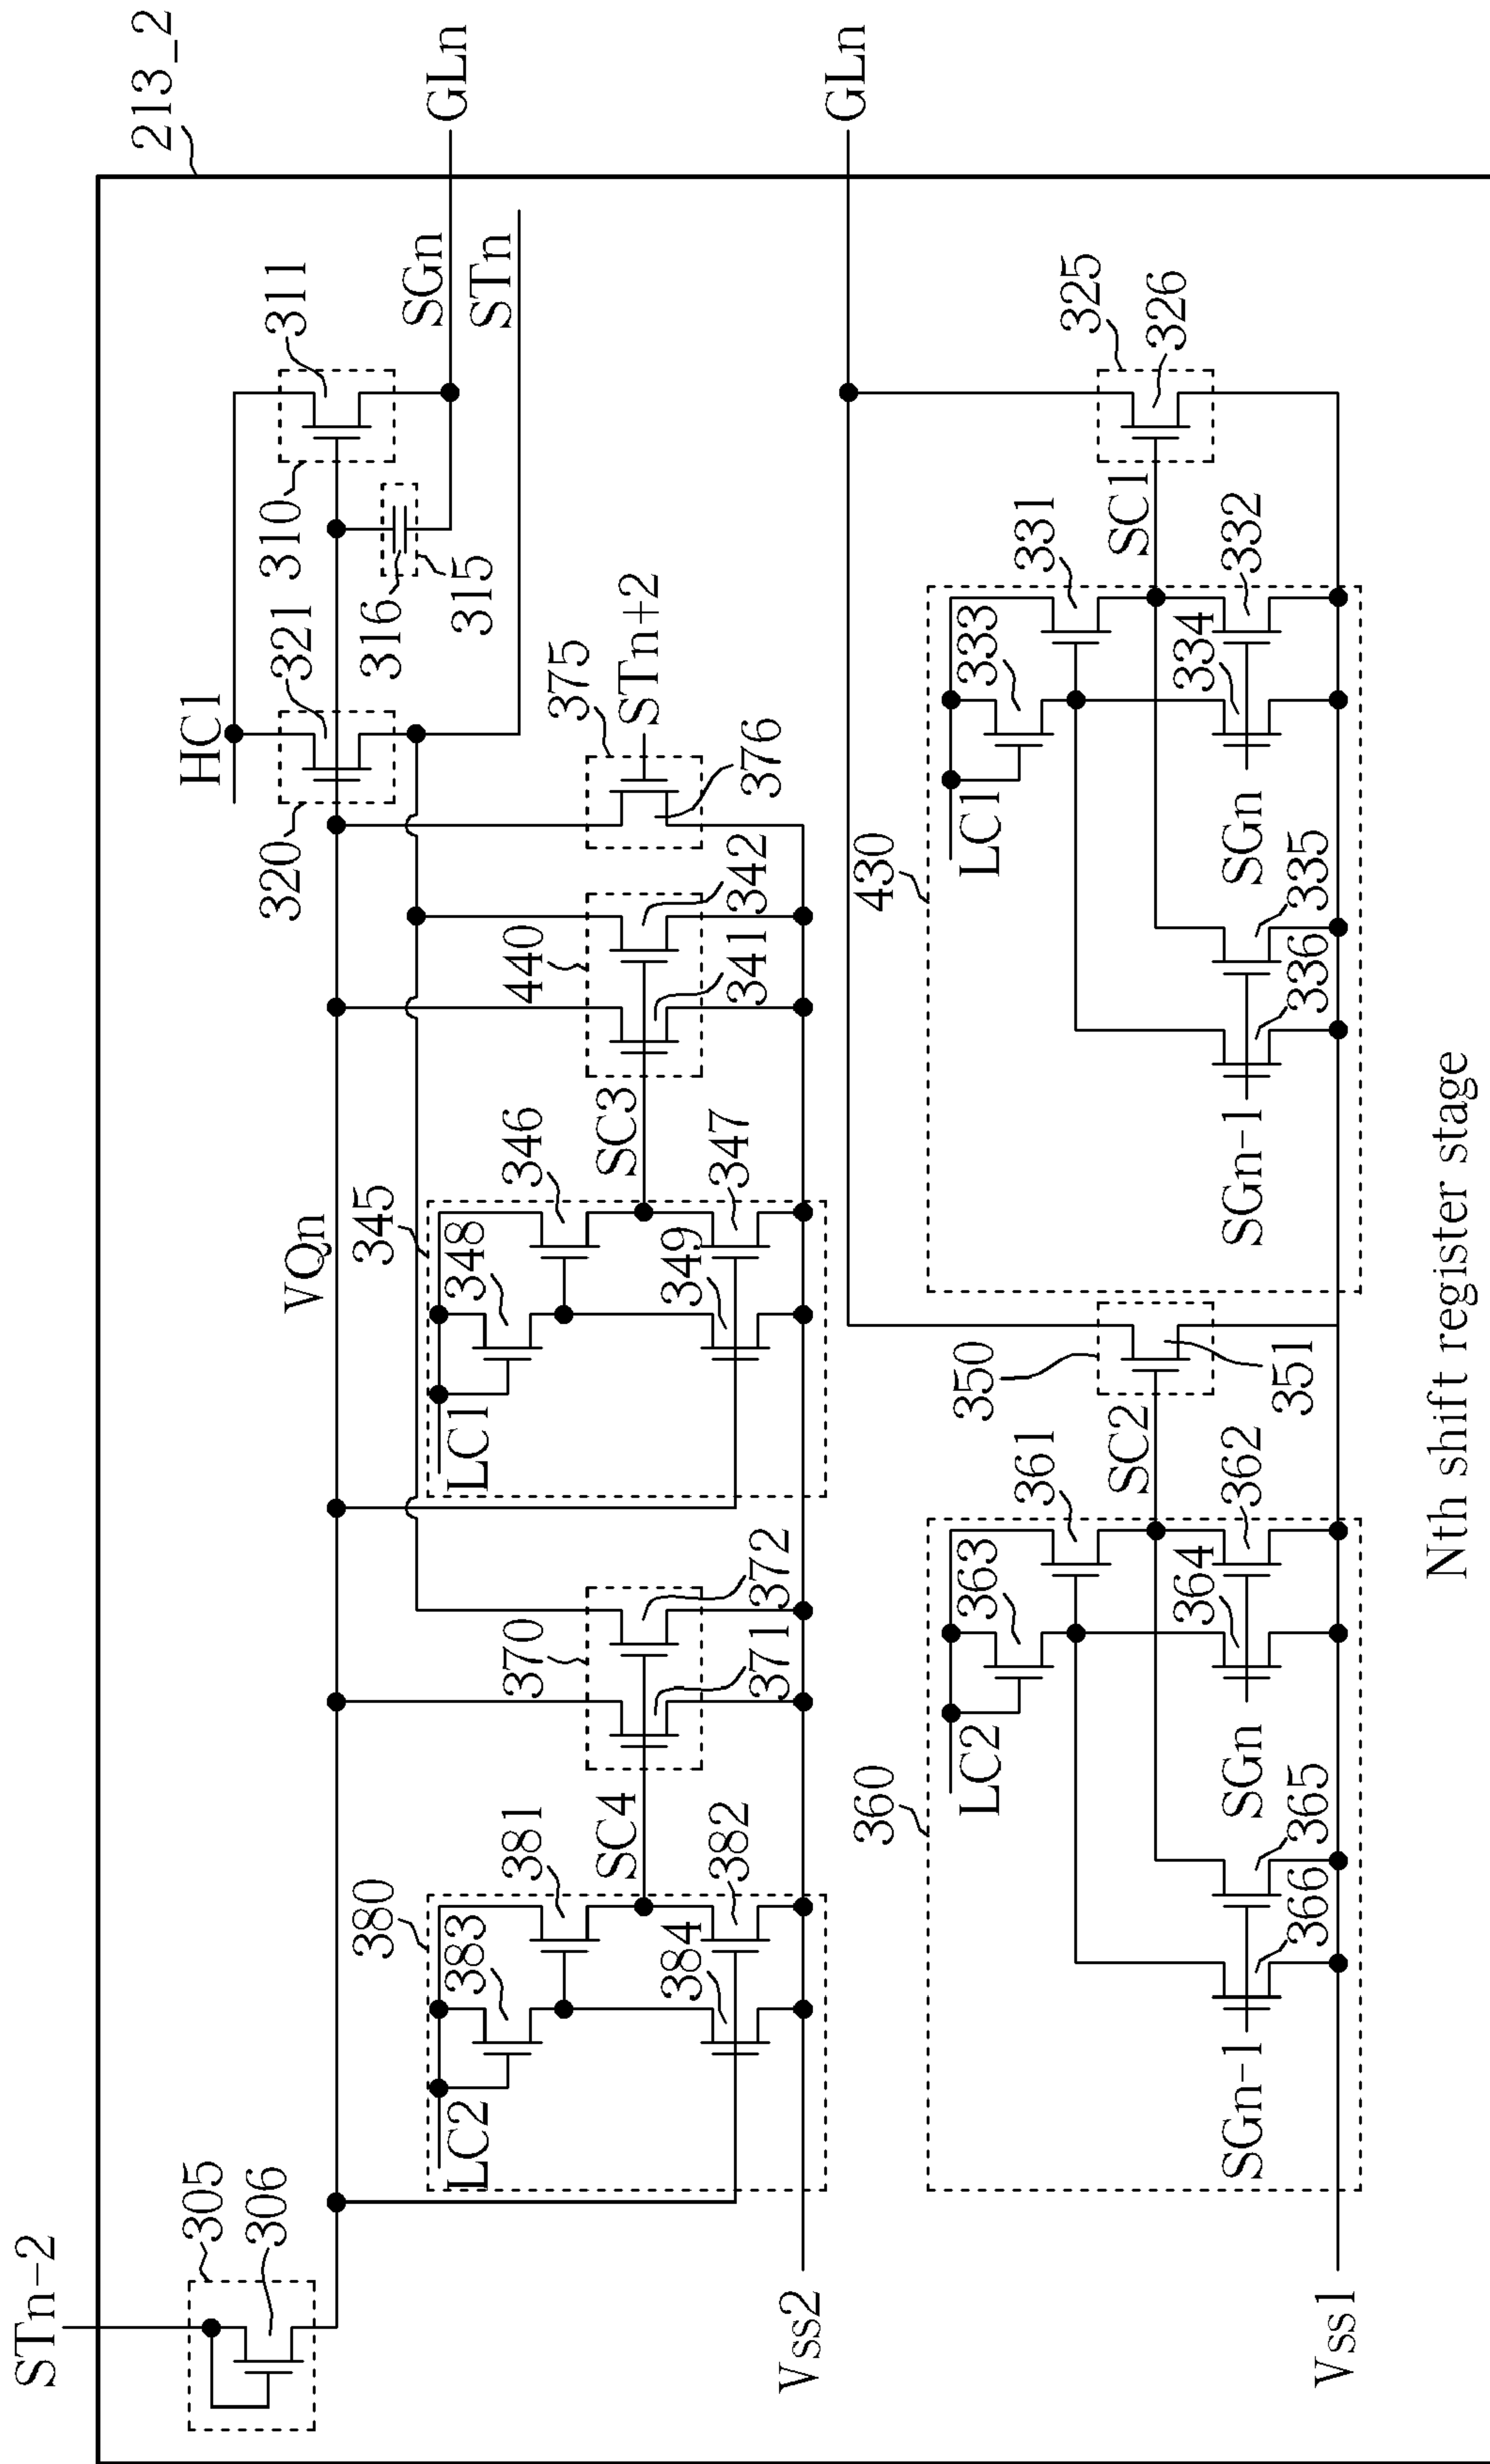 213_2
STn-2
305
306
HC1
320
321
310
311
316
315
VQn
SGn
GLn
STn
380
LC2
383
381
384
382
SC4
370
371
372
345
LC1
348
346
349
347
SC3
440
341
342
375
STn+2
376
Vss2
GLn
360
LC2
363
361
364
362
SGn-1
SGn
366
365
SC2
350
351
430
LC1
333
331
334
332
SGn-1
SGn
336
335
SC1
325
326
Vss1
Nth shift register stage